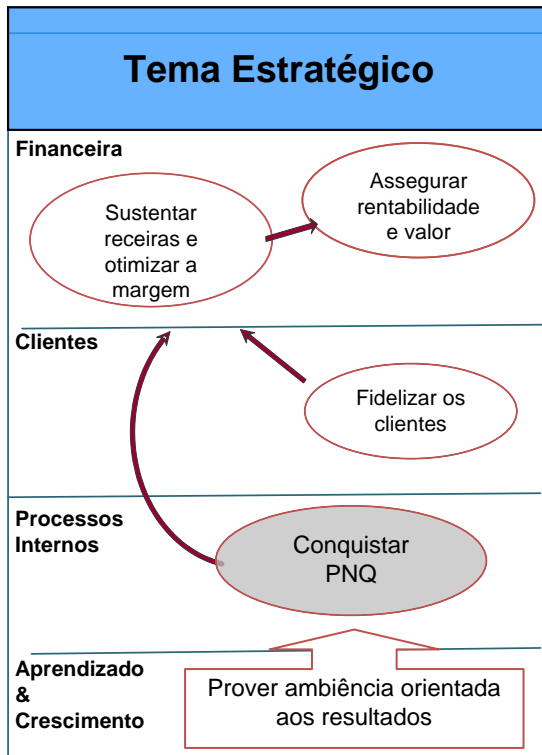 Tema Estratégico
Financeira
Assegurar
rentabilidade
e valor
Sustentar
receiras e
otimizar a
margem
Clientes
Fidelizar os
clientes
Processos
Internos
Conquistar
PNQ
Aprendizado
&
Crescimento
Prover ambiência orientada
aos resultados